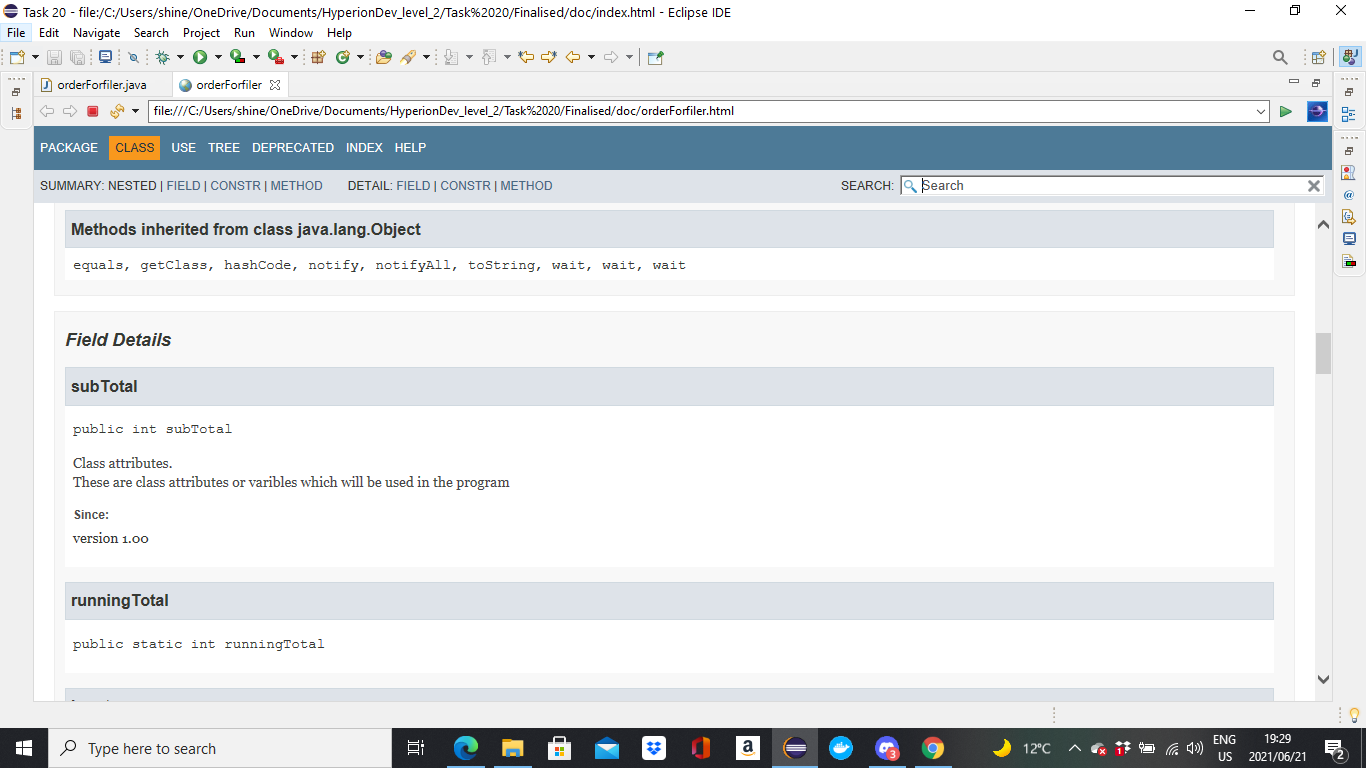 Task 20 - file:/C:/Users/shine/OneDrive/Documents/HyperionDev_level_2/Task%2020/Finalised/doc/index.html - Eclipse IDE
File Edit Navigate Search Project Run Window Help
orderForfiler.java orderForfiler
file:///C:/Users/shine/OneDrive/Documents/HyperionDev_level_2/Task%2020/Finalised/doc/orderForfiler.html
PACKAGE CLASS USE TREE DEPRECATED INDEX HELP
SUMMARY: NESTED | FIELD | CONSTR | METHOD DETAIL: FIELD | CONSTR | METHOD SEARCH: Search
Methods inherited from class java.lang.Object
equals, getClass, hashCode, notify, notifyAll, toString, wait, wait, wait
Field Details
subTotal
public int subTotal
Class attributes.
These are class attributes or varibles which will be used in the program
Since:
version 1.00
runningTotal
public static int runningTotal
Type here to search
12°C
ENG
US
19:29
2021/06/21
3
1
2